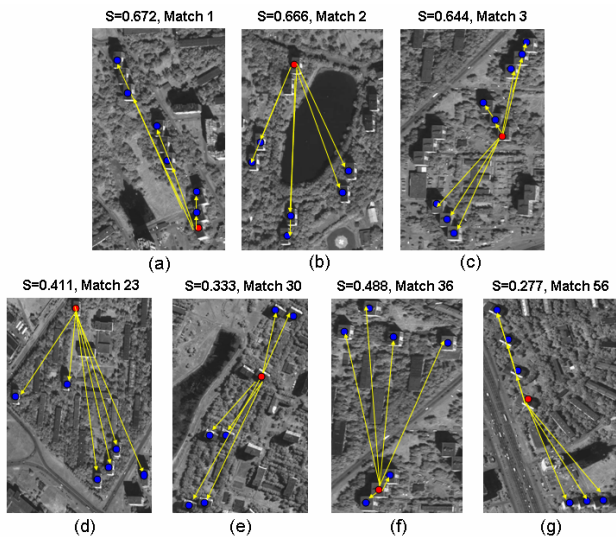 S=0.672, Match 1
S=0.666, Match 2
S=0.644, Match 3
(a)
(b)
(c)
S=0.411, Match 23
S=0.333, Match 30
S=0.488, Match 36
S=0.277, Match 56
(d)
(e)
(f)
(g)